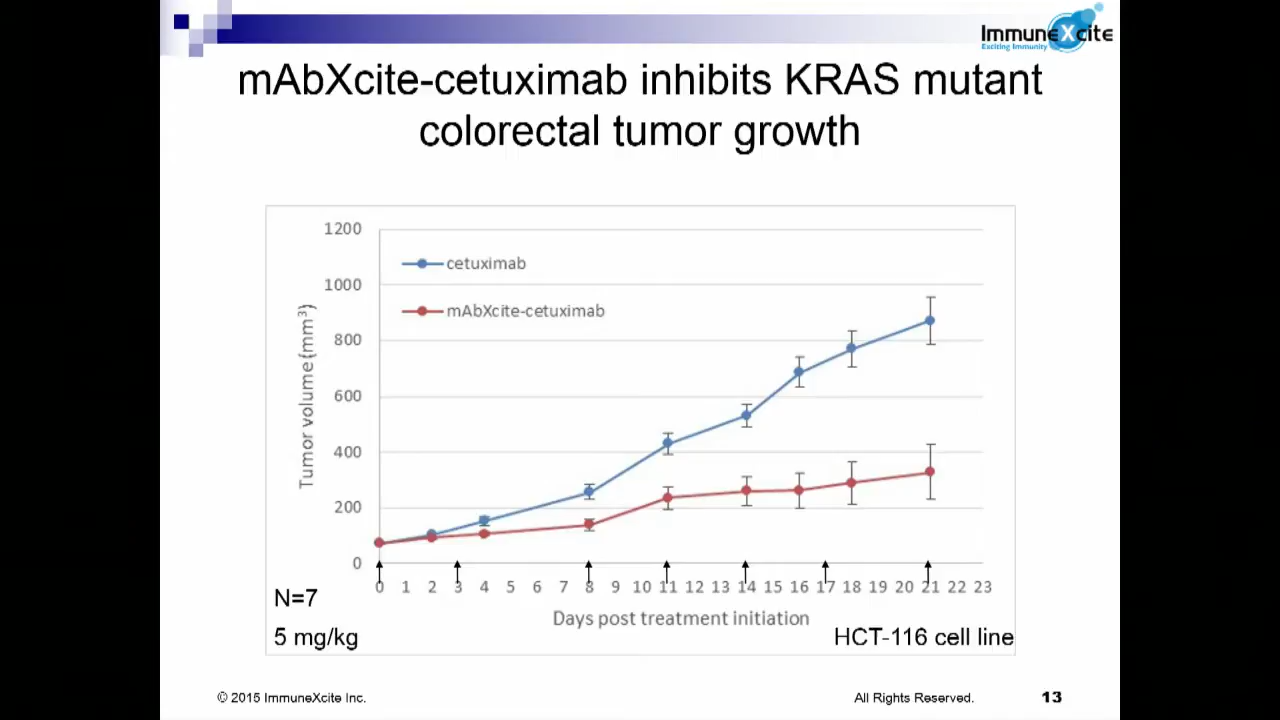 ImmuneXcite
Exciting Immunity
mAbXcite-cetuximab inhibits KRAS mutant
colorectal tumor growth
1200
1000
800
600
400
200
0
Tumor volume (mm³)
cetuximab
mAbXcite-cetuximab
0 1 2 3 4 5 6 7 8 9 10 11 12 13 14 15 16 17 18 19 20 21 22 23
Days post treatment initiation
N=7
5 mg/kg
HCT-116 cell line
© 2015 ImmuneXcite Inc.
All Rights Reserved.
13